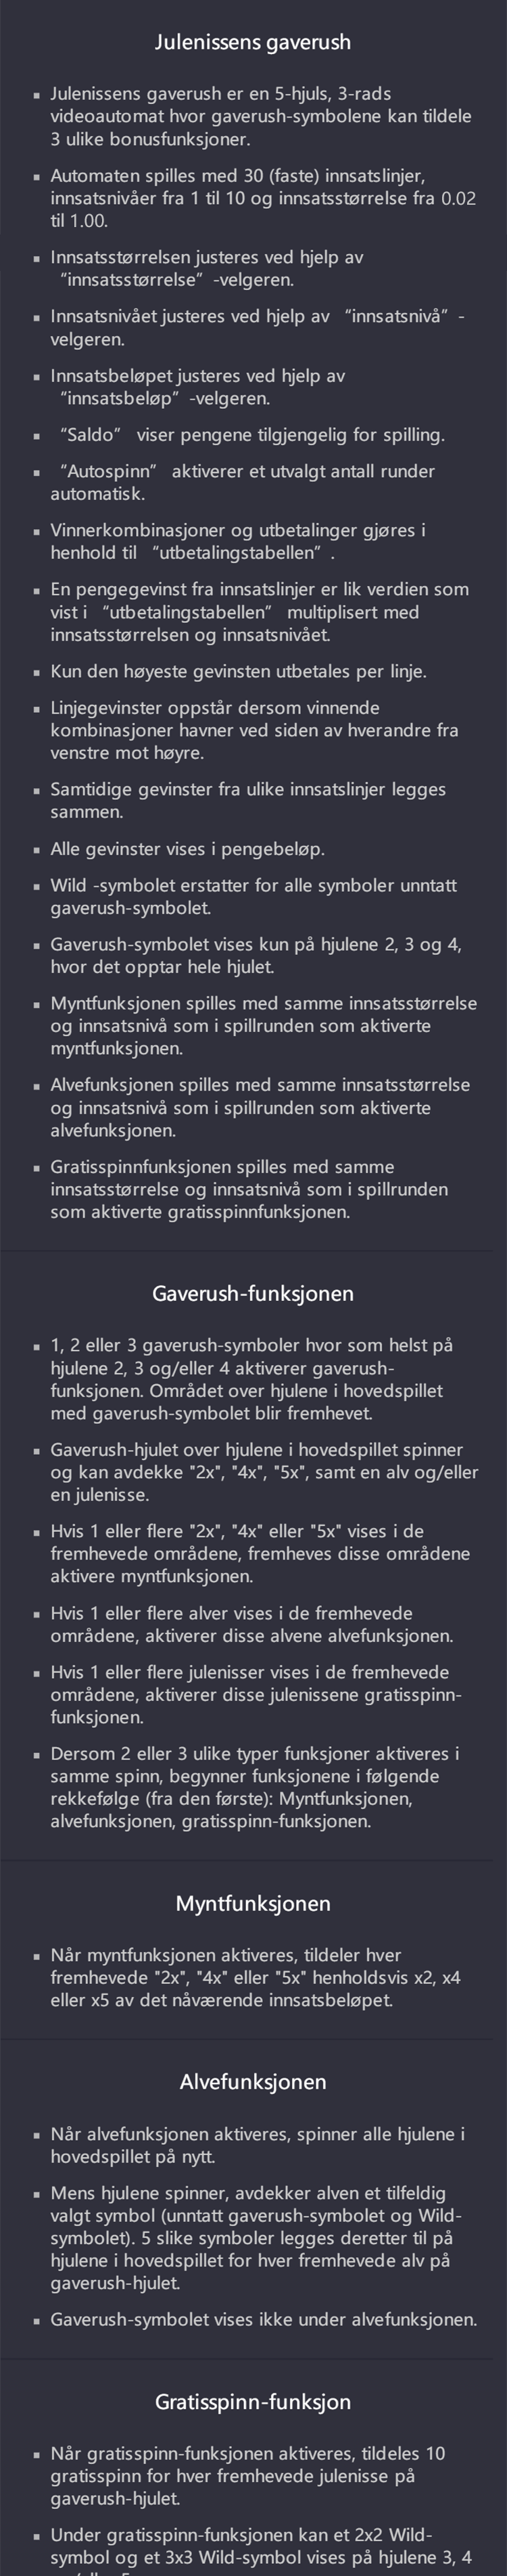 Julenissens gaverush
▪ Julenissens gaverush er en 5-hjuls, 3-rads
videoautomat hvor gaverush-symbolene kan tildele
3 ulike bonusfunksjoner.
▪ Automaten spilles med 30 (faste) innsatslinjer,
innsatsnivåer fra 1 til 10 og innsatsstørrelse fra 0.02
til 1.00.
▪ Innsatsstørrelsen justeres ved hjelp av
“innsatsstørrelse” -velgeren.
▪ Innsatsnivået justeres ved hjelp av “innsatsnivå” -
velgeren.
▪ Innsatsbeløpet justeres ved hjelp av
“innsatsbeløp” -velgeren.
▪ “Saldo” viser pengene tilgjengelig for spilling.
▪ “Autospinn” aktiverer et utvalgt antall runder
automatisk.
▪ Vinnerkombinasjoner og utbetalinger gjøres i
henhold til “utbetalingstabellen” .
▪ En pengegevinst fra innsatslinjer er lik verdien som
vist i “utbetalingstabellen” multiplisert med
innsatsstørrelsen og innsatsnivået.
▪ Kun den høyeste gevinsten utbetales per linje.
▪ Linjegevinster oppstår dersom vinnende
kombinasjoner havner ved siden av hverandre fra
venstre mot høyre.
▪ Samtidige gevinster fra ulike innsatslinjer legges
sammen.
▪ Alle gevinster vises i pengebeløp.
▪ Wild -symbolet erstatter for alle symboler unntatt
gaverush-symbolet.
▪ Gaverush-symbolet vises kun på hjulene 2, 3 og 4,
hvor det opptar hele hjulet.
▪ Myntfunksjonen spilles med samme innsatsstørrelse
og innsatsnivå som i spillrunden som aktiverte
myntfunksjonen.
▪ Alvefunksjonen spilles med samme innsatsstørrelse
og innsatsnivå som i spillrunden som aktiverte
alvefunksjonen.
▪ Gratisspinnfunksjonen spilles med samme
innsatsstørrelse og innsatsnivå som i spillrunden
som aktiverte gratisspinnfunksjonen.
Gaverush-funksjonen
▪ 1, 2 eller 3 gaverush-symboler hvor som helst på
hjulene 2, 3 og/eller 4 aktiverer gaverush-
funksjonen. Området over hjulene i hovedspillet
med gaverush-symbolet blir fremhevet.
▪ Gaverush-hjulet over hjulene i hovedspillet spinner
og kan avdekke "2x", "4x", "5x", samt en alv og/eller
en julenisse.
▪ Hvis 1 eller flere "2x", "4x" eller "5x" vises i de
fremhevede områdene, fremheves disse områdene
aktivere myntfunksjonen.
▪ Hvis 1 eller flere alver vises i de fremhevede
områdene, aktiverer disse alvene alvefunksjonen.
▪ Hvis 1 eller flere julenisser vises i de fremhevede
områdene, aktiverer disse julenissene gratisspinn-
funksjonen.
▪ Dersom 2 eller 3 ulike typer funksjoner aktiveres i
samme spinn, begynner funksjonene i følgende
rekkefølge (fra den første): Myntfunksjonen,
alvefunksjonen, gratisspinn-funksjonen.
Myntfunksjonen
▪ Når myntfunksjonen aktiveres, tildeler hver
fremhevede "2x", "4x" eller "5x" henholdsvis x2, x4
eller x5 av det nåværende innsatsbeløpet.
Alvefunksjonen
▪ Når alvefunksjonen aktiveres, spinner alle hjulene i
hovedspillet på nytt.
▪ Mens hjulene spinner, avdekker alven et tilfeldig
valgt symbol (unntatt gaverush-symbolet og Wild-
symbolet). 5 slike symboler legges deretter til på
hjulene i hovedspillet for hver fremhevede alv på
gaverush-hjulet.
▪ Gaverush-symbolet vises ikke under alvefunksjonen.
Gratisspinn-funksjon
▪ Når gratisspinn-funksjonen aktiveres, tildeles 10
gratisspinn for hver fremhevede julenisse på
gaverush-hjulet.
▪ Under gratisspinn-funksjonen kan et 2x2 Wild-
symbol og et 3x3 Wild-symbol vises på hjulene 3, 4